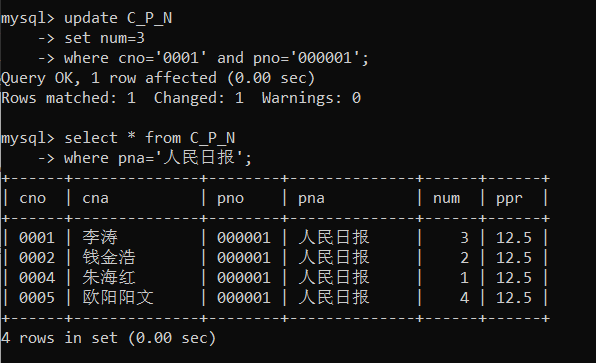 mysql> update C_P_N
    -> set num=3
    -> where cno='0001' and pno='000001';
Query OK, 1 row affected (0.00 sec)
Rows matched: 1  Changed: 1  Warnings: 0

mysql> select * from C_P_N
    -> where pna='人民日报';
+------+--------------+--------+--------------+------+------+
| cno  | cna          | pno    | pna          | num  | ppr  |
+------+--------------+--------+--------------+------+------+
| 0001 | 李涛         | 000001 | 人民日报     |    3 | 12.5 |
| 0002 | 钱金浩       | 000001 | 人民日报     |    2 | 12.5 |
| 0004 | 朱海红       | 000001 | 人民日报     |    1 | 12.5 |
| 0005 | 欧阳阳文     | 000001 | 人民日报     |    4 | 12.5 |
+------+--------------+--------+--------------+------+------+
4 rows in set (0.00 sec)